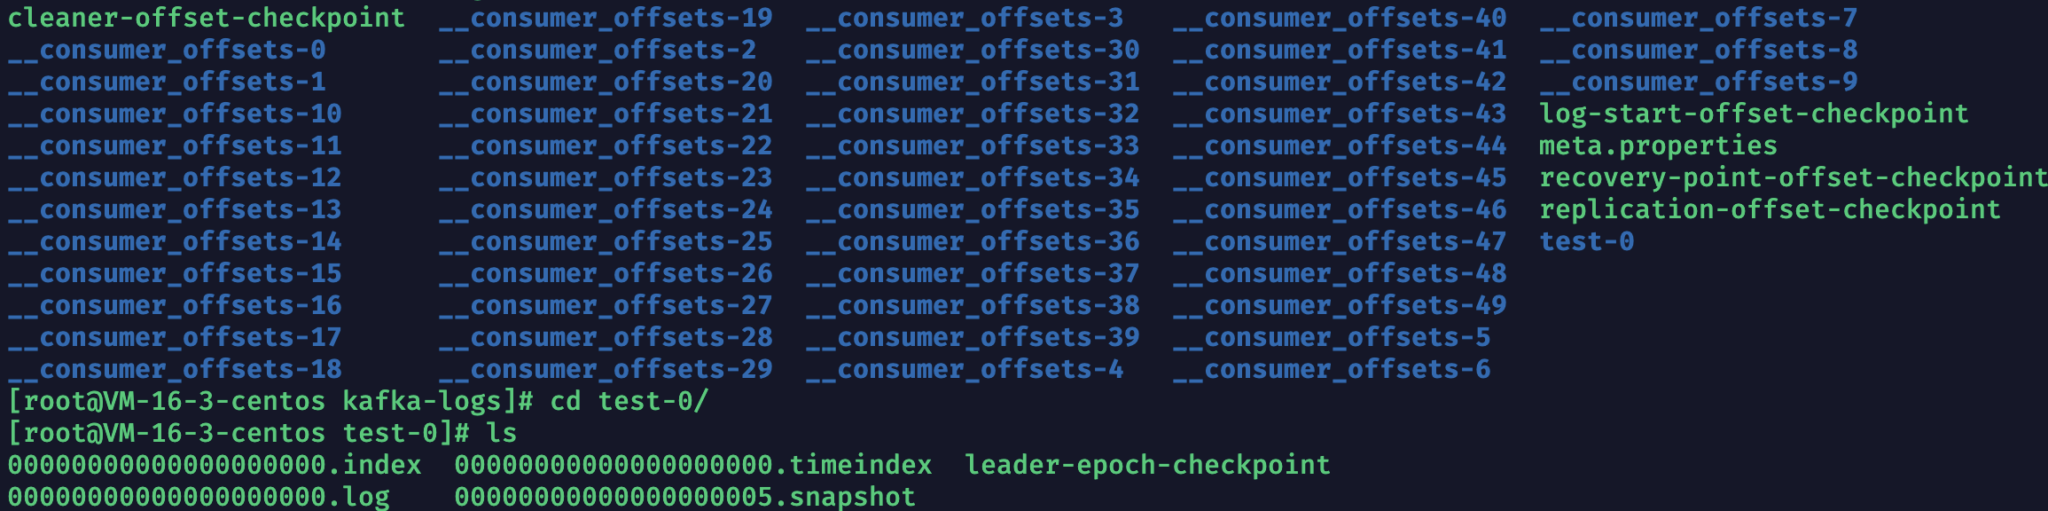 cleaner-offset-checkpoint  __consumer_offsets-19  __consumer_offsets-3   __consumer_offsets-40  __consumer_offsets-7
__consumer_offsets-0       __consumer_offsets-2   __consumer_offsets-30  __consumer_offsets-41  __consumer_offsets-8
__consumer_offsets-1       __consumer_offsets-20  __consumer_offsets-31  __consumer_offsets-42  __consumer_offsets-9
__consumer_offsets-10      __consumer_offsets-21  __consumer_offsets-32  __consumer_offsets-43  log-start-offset-checkpoint
__consumer_offsets-11      __consumer_offsets-22  __consumer_offsets-33  __consumer_offsets-44  meta.properties
__consumer_offsets-12      __consumer_offsets-23  __consumer_offsets-34  __consumer_offsets-45  recovery-point-offset-checkpoint
__consumer_offsets-13      __consumer_offsets-24  __consumer_offsets-35  __consumer_offsets-46  replication-offset-checkpoint
__consumer_offsets-14      __consumer_offsets-25  __consumer_offsets-36  __consumer_offsets-47  test-0
__consumer_offsets-15      __consumer_offsets-26  __consumer_offsets-37  __consumer_offsets-48
__consumer_offsets-16      __consumer_offsets-27  __consumer_offsets-38  __consumer_offsets-49
__consumer_offsets-17      __consumer_offsets-28  __consumer_offsets-39  __consumer_offsets-5
__consumer_offsets-18      __consumer_offsets-29  __consumer_offsets-4   __consumer_offsets-6
[root@VM-16-3-centos kafka-logs]# cd test-0/
[root@VM-16-3-centos test-0]# ls
00000000000000000000.index  00000000000000000000.timeindex  leader-epoch-checkpoint
00000000000000000000.log    00000000000000000005.snapshot